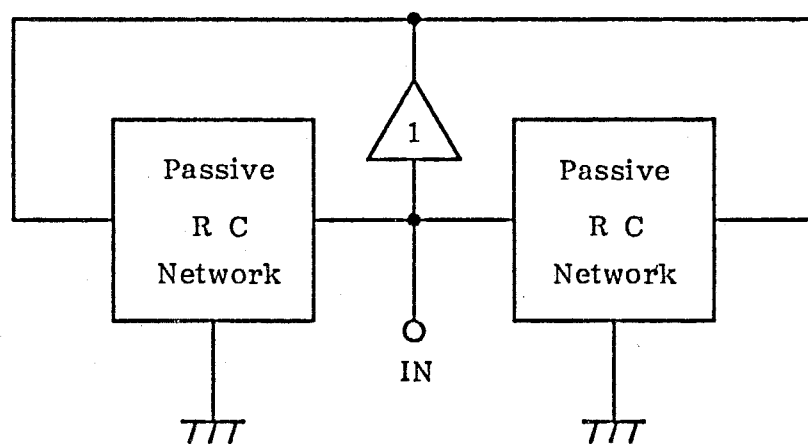 1
Passive
R C
Network
Passive
R C
Network
IN